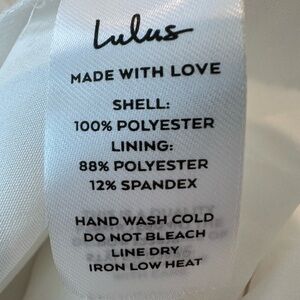 Lulus
MADE WITH LOVE
SHELL:
100% POLYESTER
LINING:
88% POLYESTER
12% SPANDEX
HAND WASH COLD
DO NOT BLEACH
LINE DRY
IRON LOW HEAT